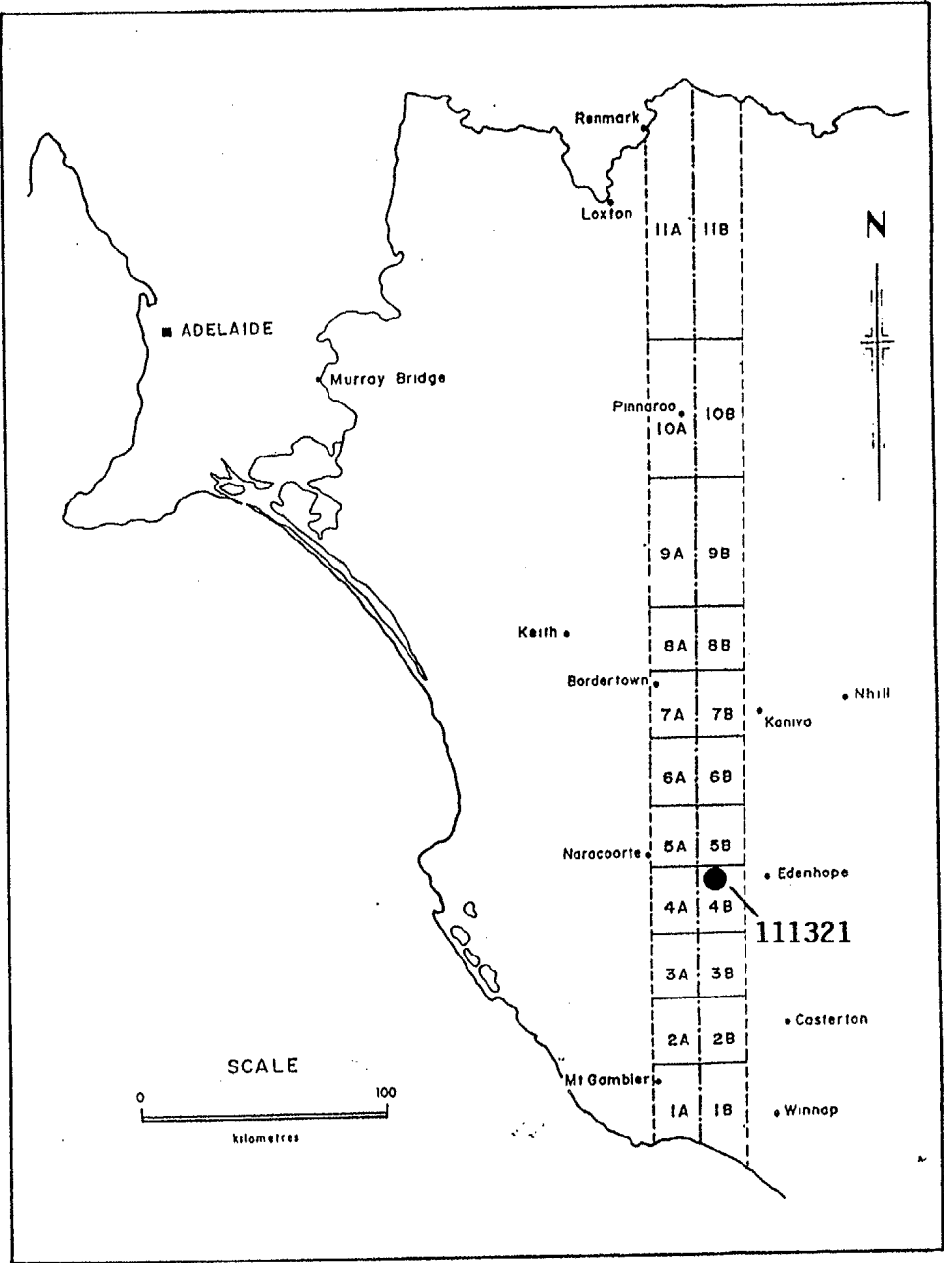 Renmark
Loxton
11A 11B
N
ADELAIDE
Murray Bridge
Pinnaroo
10A 10B
9A 9B
Keith
8A 8B
Bordertown
Nhill
7A 7B
Kaniva
6A 6B
Naracoorte
5A 5B
Edenhope
4A 4B
111321
3A 3B
Casterton
2A 2B
SCALE
Mt Gambier
0 100
kilometres
1A 1B
Winnap